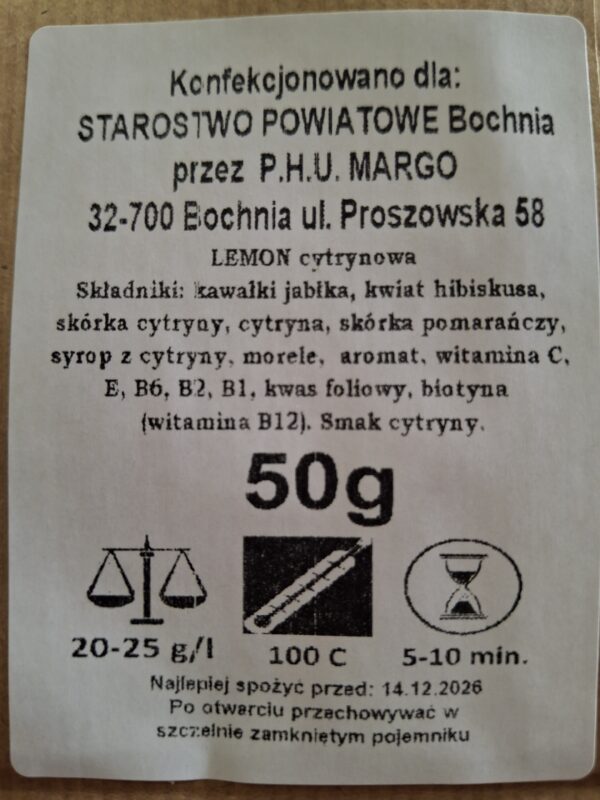 Konfekcjonowano dla:
STAROSTWO POWIATOWE Bochnia
przez P.H.U. MARGO
32-700 Bochnia ul. Proszowska 58
LEMON cytrynowa
Składniki: kawałki jabłka, kwiat hibiskusa,
skórka cytryny, cytryna, skórka pomarańczy,
syrop z cytryny, morele, aromat, witamina C,
E, B6, B2, B1, kwas foliowy, biotyna
(witamina B12). Smak cytryny.
50g
20-25 g/l 100 C 5-10 min.
Najlepiej spożyć przed: 14.12.2026
Po otwarciu przechowywać w
szczelnie zamkniętym pojemniku